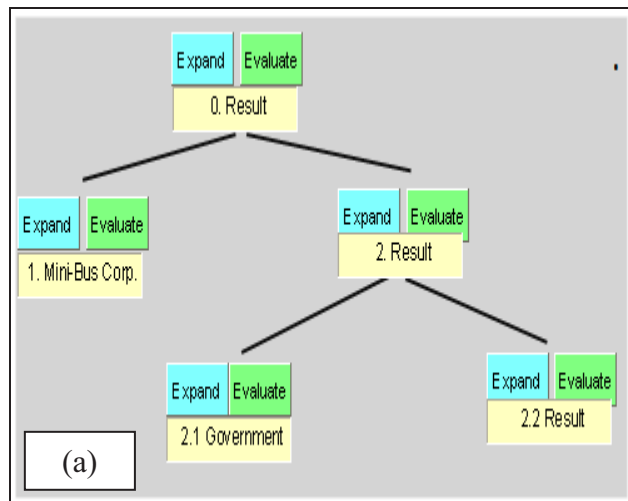 Expand Evaluate
0. Result
Expand Evaluate
1. Mini-Bus Corp.
Expand Evaluate
2. Result
Expand Evaluate
2.1 Government
Expand Evaluate
2.2 Result
(a)